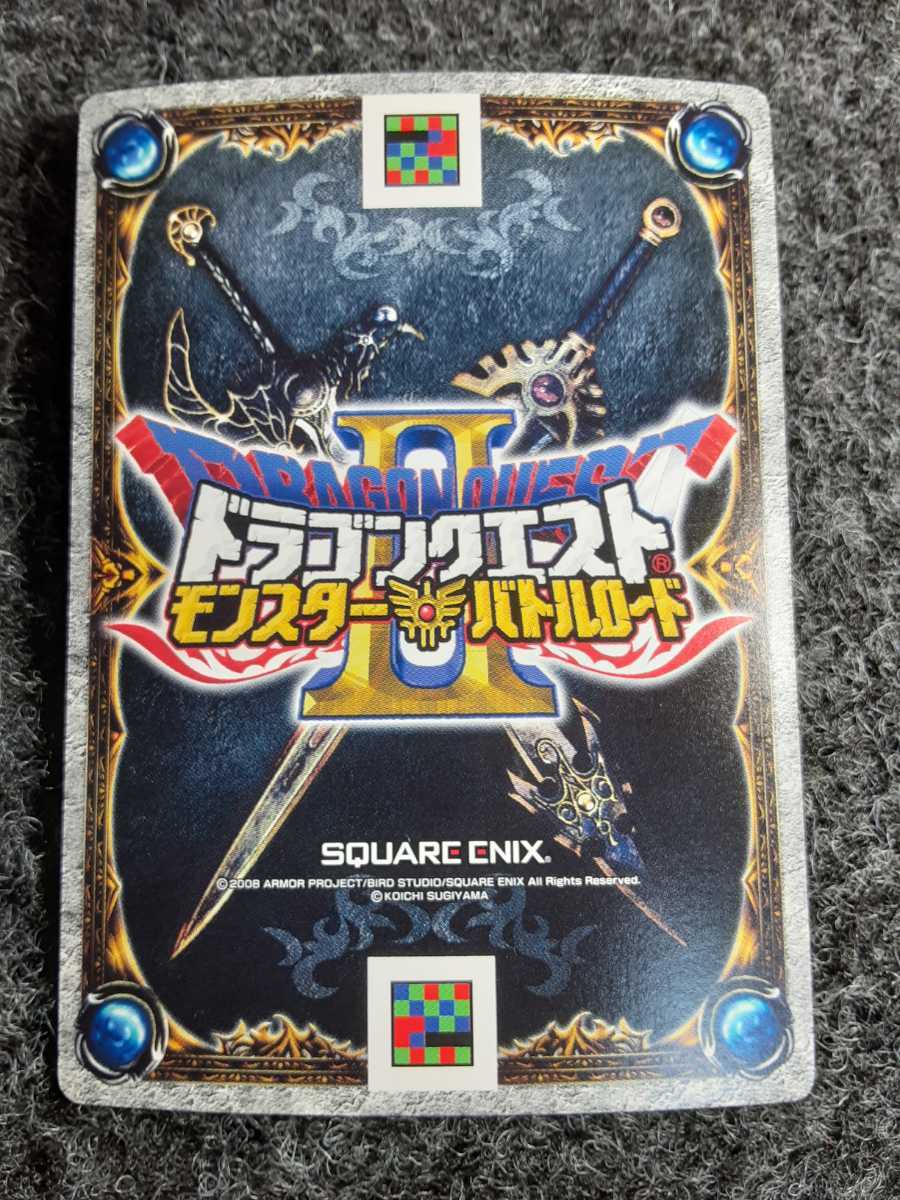 DRAGON QUEST
II
ドラゴンクエスト®
モンスターバトルロード
SQUARE ENIX®
©2008 ARMOR PROJECT/BIRD STUDIO/SQUARE ENIX All Rights Reserved.
©KOICHI SUGIYAMA